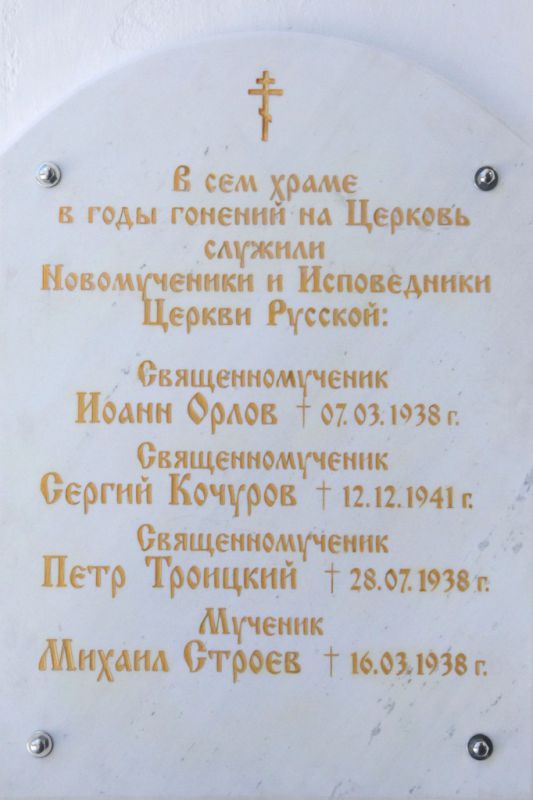 В сем храме
в годы гонений на Церковь
служили
Новомученики и Исповедники
Церкви Русской:
Священномученик
Иоанн Орлов † 07.03.1938 г.
Священномученик
Сергий Кочуров † 12.12.1941 г.
Священномученик
Петр Троицкий † 28.07.1938 г.
Мученик
Михаил Строев † 16.03.1938 г.